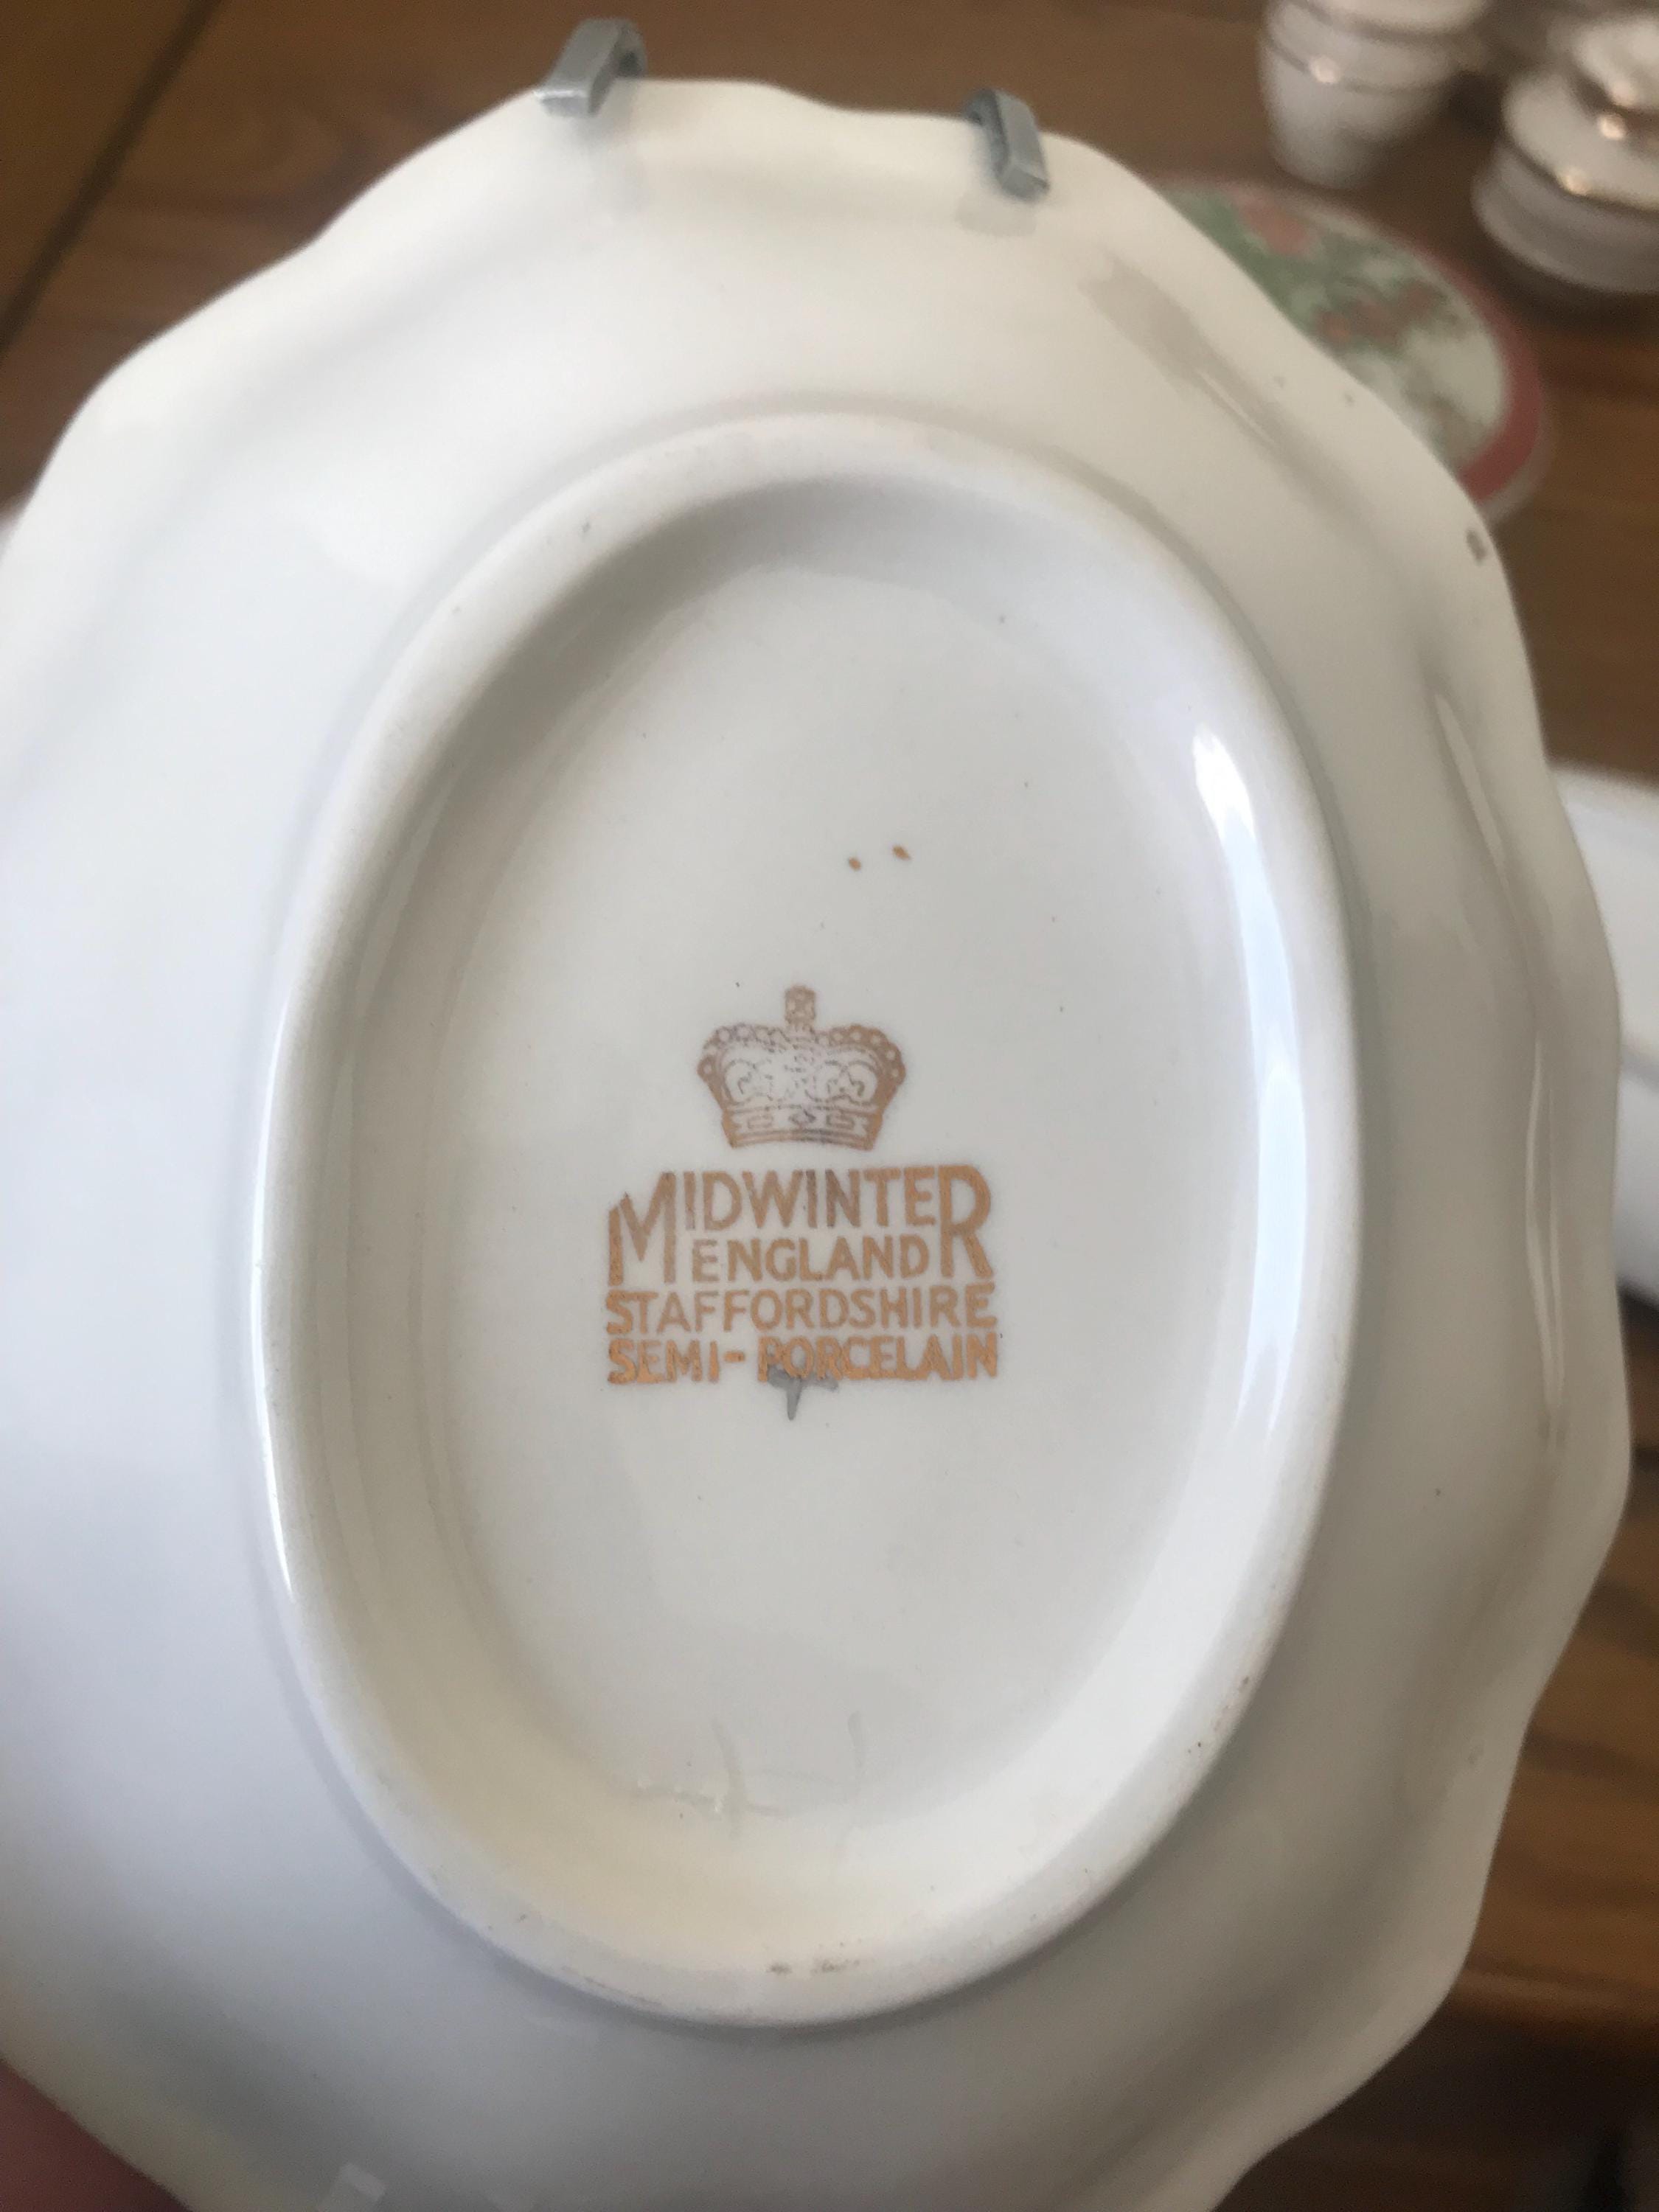 MIDWINTER
ENGLAND
STAFFORDSHIRE
SEMI-PORCELAIN